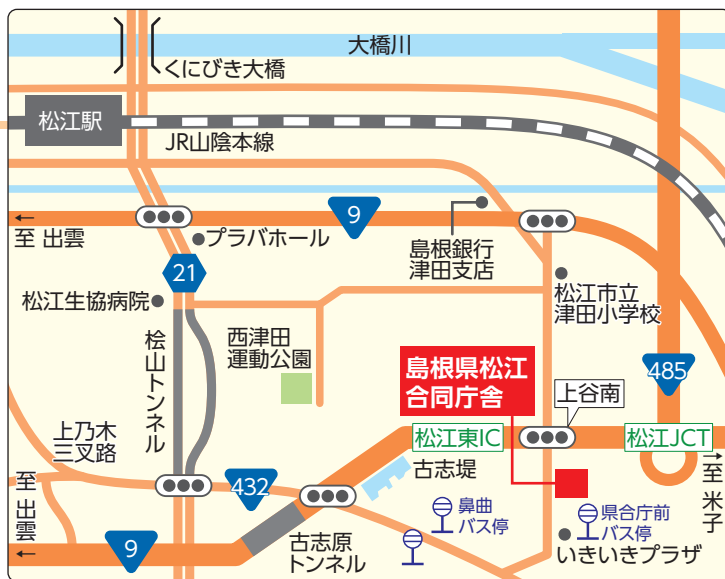 大橋川
くにびき大橋
松江駅
JR山陰本線
←
至 出雲
9
プラバホール
島根銀行
津田支店
21
松江生協病院
松江市立
津田小学校
桧山トンネル
西津田
運動公園
島根県松江
合同庁舎
485
上谷南
上乃木
三叉路
松江東IC
松江JCT
→
至 米子
古志堤
432
至 出雲
←
9
古志原
トンネル
鼻曲
バス停
県合庁前
バス停
いきいきプラザ